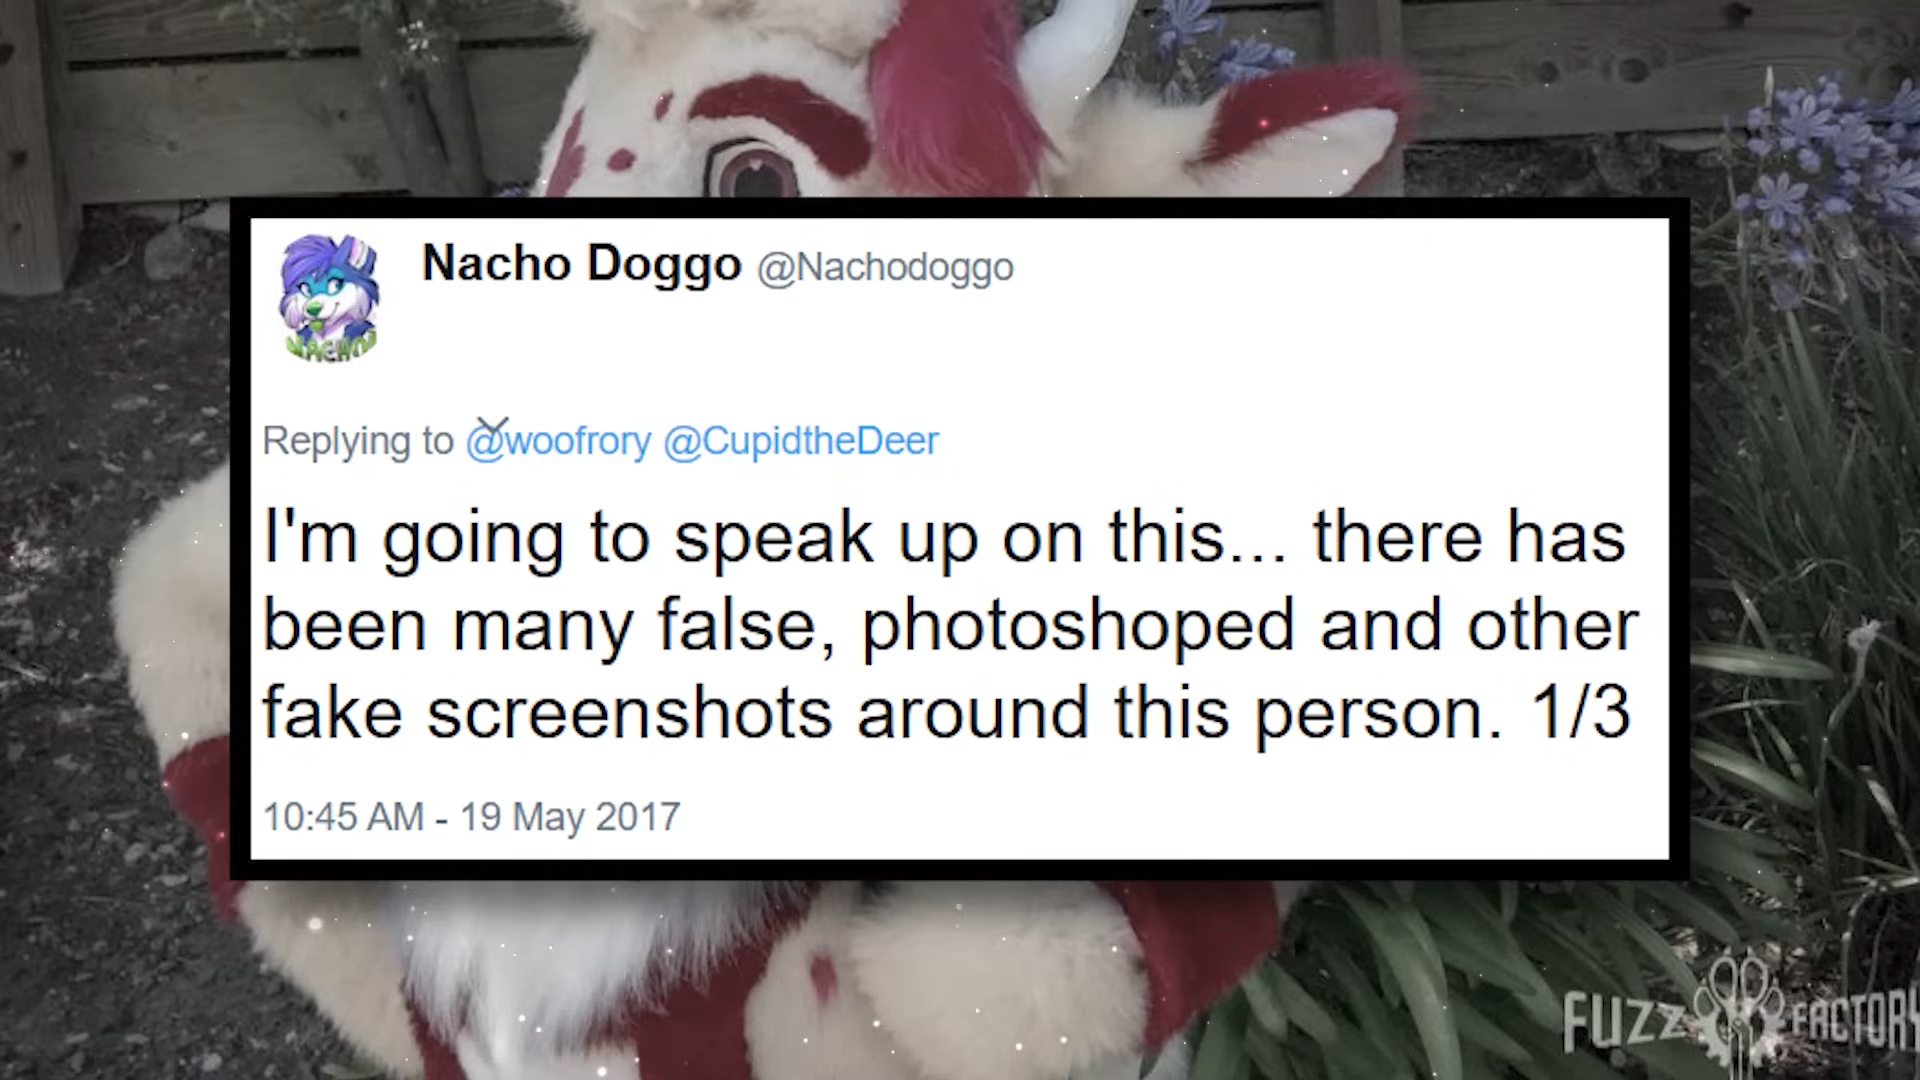 Nacho Doggo @Nachodoggo
NACHO
Replying to @woofrory @CupidtheDeer
I'm going to speak up on this... there has
been many false, photoshoped and other
fake screenshots around this person. 1/3
10:45 AM - 19 May 2017
FUZZ FACTORY